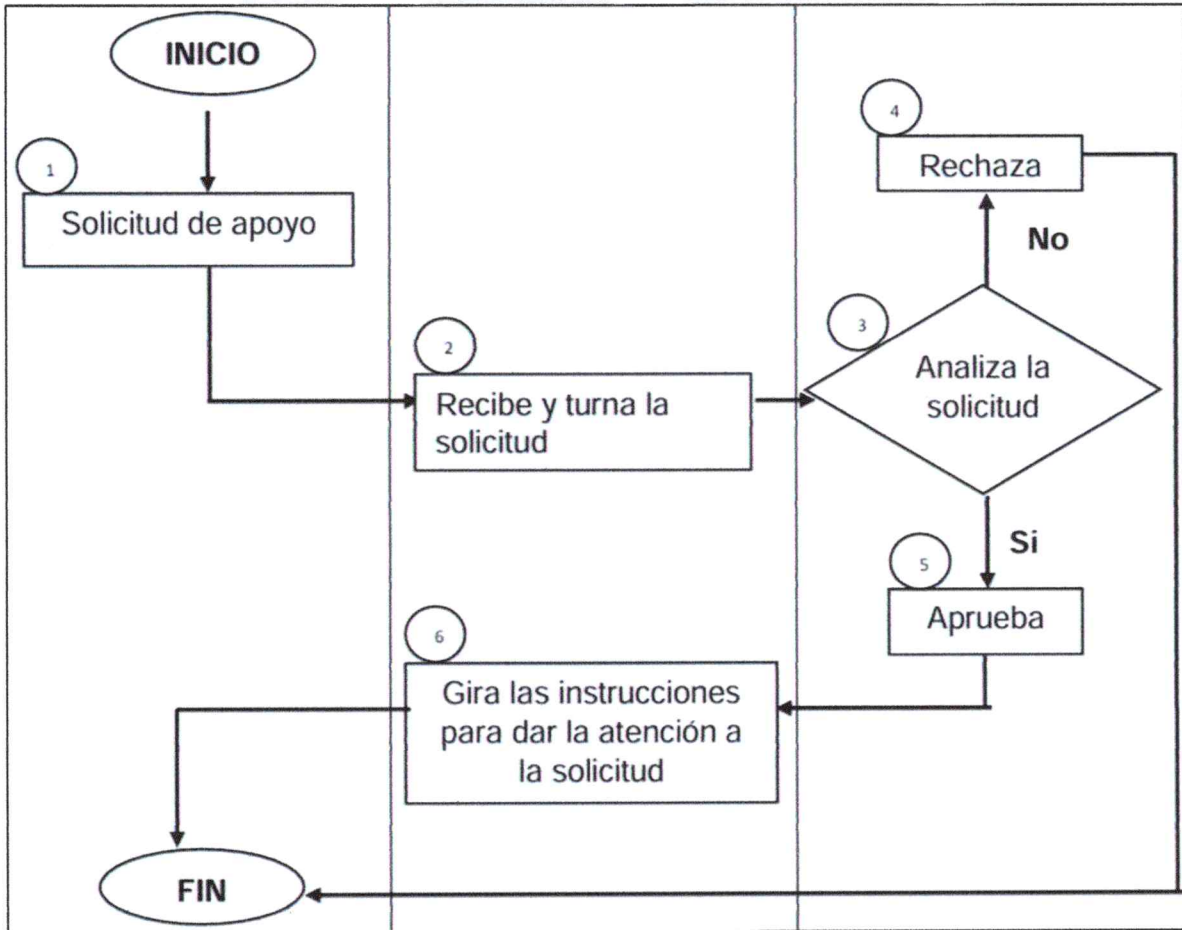 INICIO
1
Solicitud de apoyo
2
Recibe y turna la
solicitud
3
Analiza la
solicitud
No
4
Rechaza
Si
5
Aprueba
6
Gira las instrucciones
para dar la atención a
la solicitud
FIN